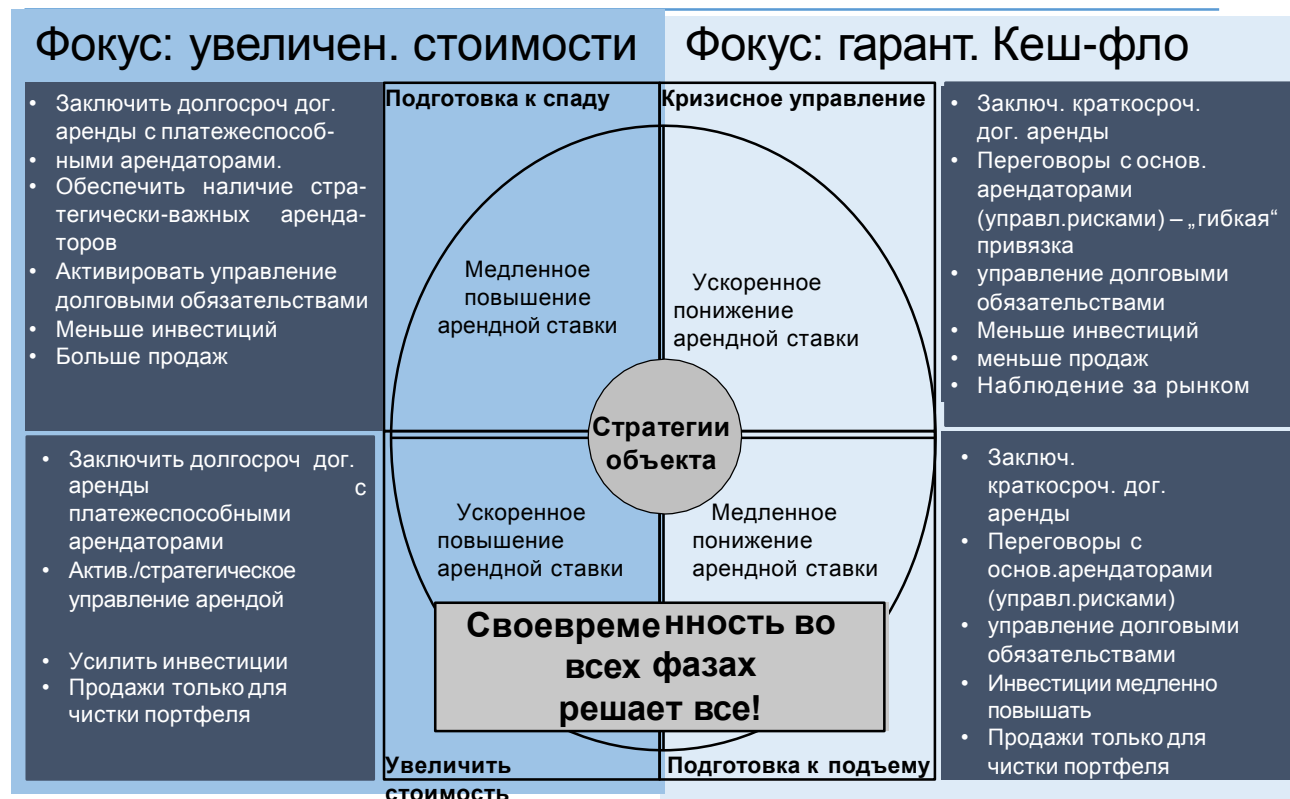 Фокус: увеличен. стоимости
Фокус: гарант. Кеш-фло
• Заключить долгосроч дог.
аренды с платежеспособ-
• ными арендаторами.
• Обеспечить наличие стра-
тегически-важных аренда-
торов
• Активировать управление
долговыми обязательствами
• Меньше инвестиций
• Больше продаж
Подготовка к спаду
Медленное
повышение
арендной ставки
Кризисное управление
Ускоренное
понижение
арендной ставки
• Заключ. краткосроч.
дог. аренды
• Переговоры с основ.
арендаторами
(управл.рисками) – „гибкая“
привязка
• управление долговыми
обязательствами
• Меньше инвестиций
• меньше продаж
• Наблюдение за рынком
Стратегии
объекта
• Заключить долгосроч дог.
аренды с
платежеспособными
арендаторами
• Актив./стратегическое
управление арендой
• Усилить инвестиции
• Продажи только для
чистки портфеля
Ускоренное
повышение
арендной ставки
Медленное
понижение
арендной ставки
Своевременность во
всех фазах
решает все!
Увеличить
стоимость
Подготовка к подъему
• Заключ.
краткосроч. дог.
аренды
• Переговоры с
основ.арендаторами
(управл.рисками)
• управление долговыми
обязательствами
• Инвестиции медленно
повышать
• Продажи только для
чистки портфеля